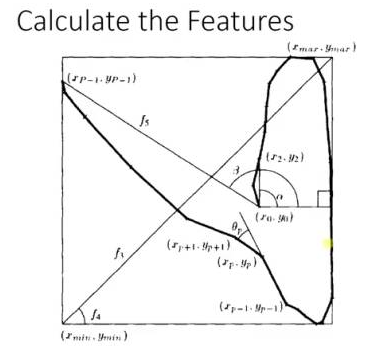 Calculate the Features
(xmax, ymax)
(xP−1, yP−1)
f5
β
(x2, y2)
α
(x0, y0)
θp
(xp+1, yp+1)
f3
(xp, yp)
(xp−1, yp−1)
f4
(xmin, ymin)